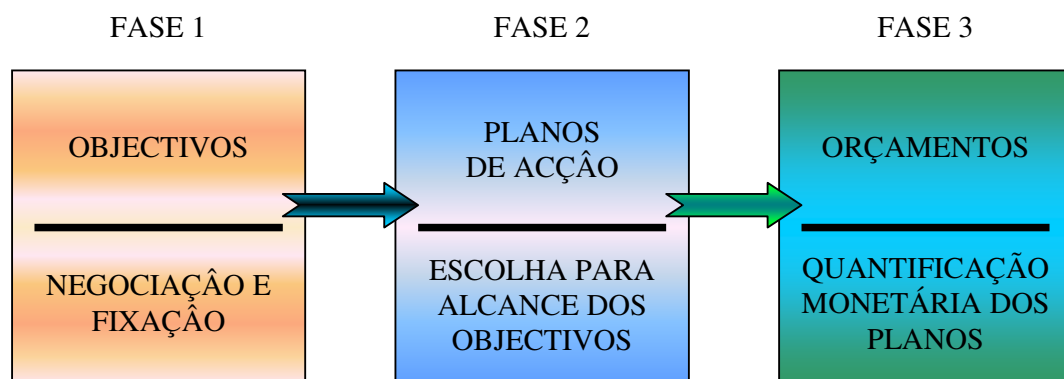 FASE 1
OBJECTIVOS
NEGOCIAÇÂO E
FIXAÇÂO
FASE 2
PLANOS
DE ACÇÂO
ESCOLHA PARA
ALCANCE DOS
OBJECTIVOS
FASE 3
ORÇAMENTOS
QUANTIFICAÇÃO
MONETÁRIA DOS
PLANOS